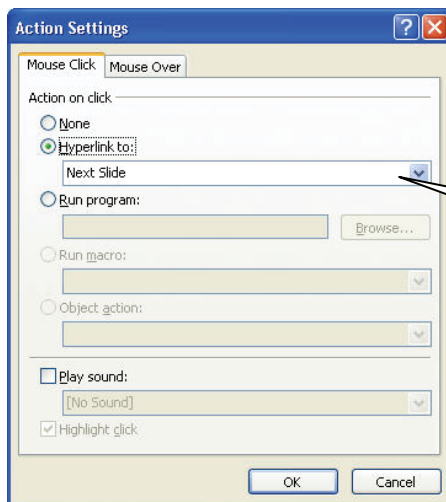 Action Settings
Mouse Click Mouse Over
Action on click
None
Hyperlink to:
Next Slide
Run program:
Browse...
Run macro:
Object action:
Play sound:
[No Sound]
Highlight click
OK Cancel